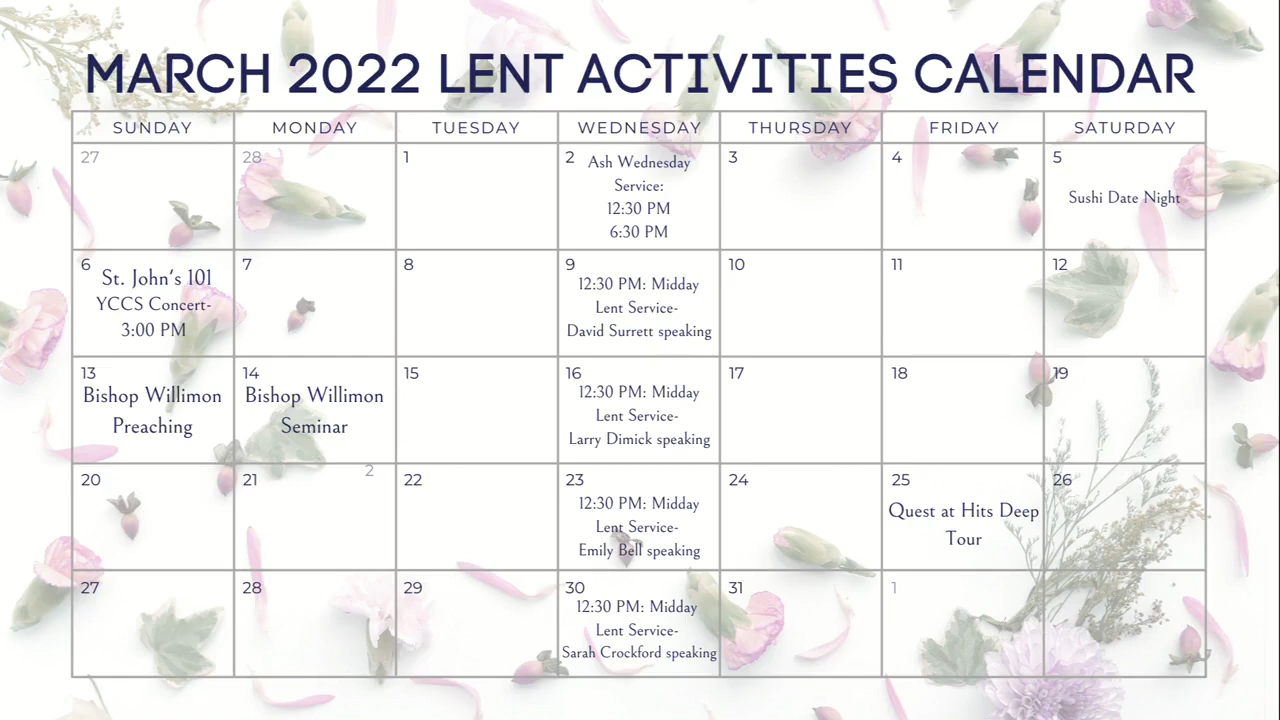 MARCH 2022 LENT ACTIVITIES CALENDAR
SUNDAY MONDAY TUESDAY WEDNESDAY THURSDAY FRIDAY SATURDAY
27
28
1
2 Ash Wednesday
Service:
12:30 PM
6:30 PM
3
4
5
Sushi Date Night
6
St. John's 101
YCCS Concert-
3:00 PM
7
8
9
12:30 PM: Midday
Lent Service-
David Surrett speaking
10
11
12
13
Bishop Willimon
Preaching
14
Bishop Willimon
Seminar
15
16
12:30 PM: Midday
Lent Service-
Larry Dimick speaking
17
18
19
20
2
21
22
23
12:30 PM: Midday
Lent Service-
Emily Bell speaking
24
25
Quest at Hits Deep
Tour
26
27
28
29
30
12:30 PM: Midday
Lent Service-
Sarah Crockford speaking
31
1